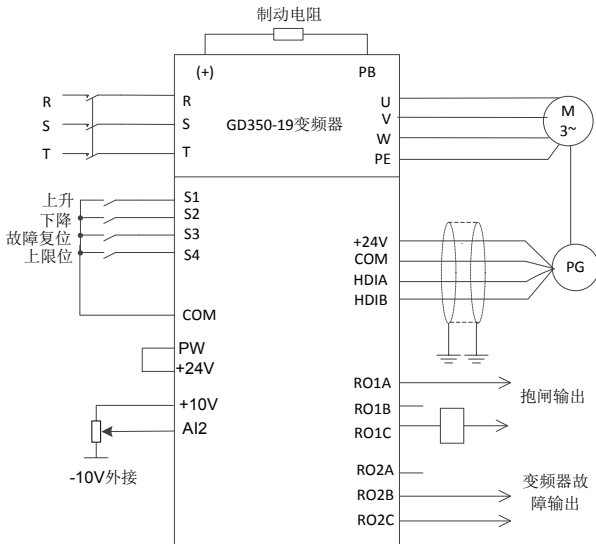 制动电阻
(+)
PB
R
S
T
R
S
T
GD350-19变频器
U
V
W
PE
M
3~
上升
下降
故障复位
上限位
S1
S2
S3
S4
COM
PW
+24V
+10V
AI2
-10V外接
+24V
COM
HDIA
HDIB
PG
RO1A
RO1B
RO1C
抱闸输出
RO2A
RO2B
RO2C
变频器故
障输出